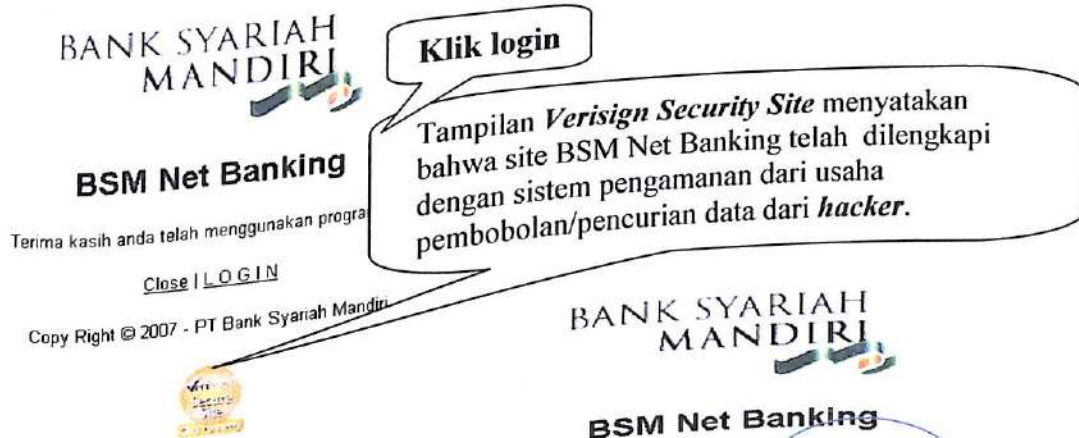 BANK SYARIAH
MANDIRI
Klik login
Tampilan Verisign Security Site menyatakan
bahwa site BSM Net Banking telah dilengkapi
dengan sistem pengamanan dari usaha
pembobolan/pencurian data dari hacker.
BSM Net Banking
Terima kasih anda telah menggunakan
Close | L O G I N
Copy Right © 2007 - PT Bank Syariah Mandiri
BANK SYARIAH
MANDIRI
BSM Net Banking